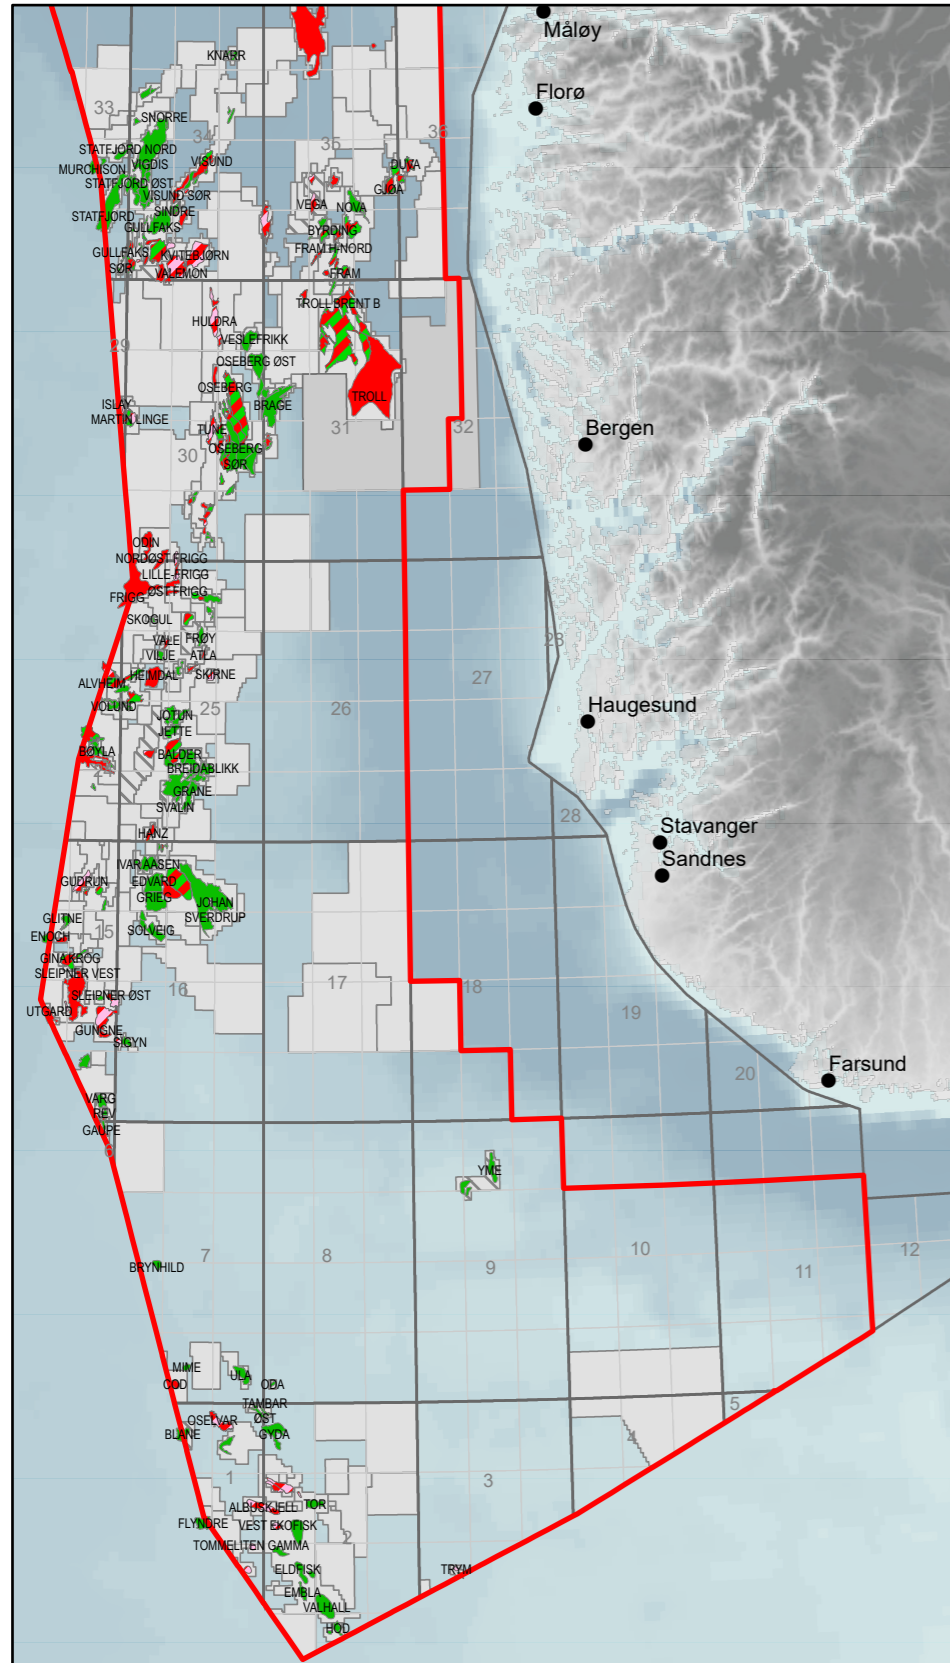 Måløy
KNARR
Florø
33
SNORRE
34
36
STATFJORD NORD
35
MURCHISON
VIGDIS
VISUND
DUVA
STATFJORD ØST
GJØA
VISUND SØR
VEGA
NOVA
STATFJORD
SINDRE
GULLFAKS
BYRDING
GULLFAKS
SØR
KVITEBJØRN
FRAM H-NORD
VALEMON
FRAM
TROLL BRENT B
HULDRA
29
VESLEFRIKK
OSEBERG ØST
OSEBERG
TROLL
ISLAY
BRAGE
MARTIN LINGE
TUNE
31
32
Bergen
30
OSEBERG
SØR
ODIN
NORDØST FRIGG
LILLE-FRIGG
ØST FRIGG
FRIGG
SKOGUL
VALE
FRØY
VILJE
ATLA
HEIMDAL
SKIRNE
ALVHEIM
27
VOLUND
25
26
JOTUN
Haugesund
JETTE
BØYLA
BALDER
BREIDABLIKK
GRANE
SVALIN
28
HANZ
Stavanger
IVAR AASEN
Sandnes
GUDRUN
EDVARD
GRIEG
JOHAN
SVERDRUP
GLITNE
15
SOLVEIG
ENOCH
GINA KROG
SLEIPNER VEST
16
17
18
SLEIPNER ØST
UTGARD
19
GUNGNE
SIGYN
20
Farsund
VARG
REV
GAUPE
6
YME
7
8
9
10
11
12
BRYNHILD
MIME
ULA
COD
ODA
TAMBAR
ØST
5
OSELVAR
BLANE
GYDA
4
1
3
ALBUSKJELL
TOR
FLYNDRE
VEST EKOFISK
2
TOMMELITEN GAMMA
ELDFISK
TRYM
EMBLA
VALHALL
HOD